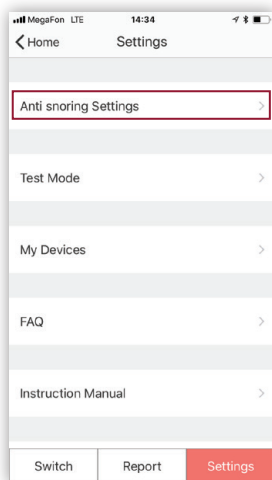 MegaFon LTE 14:34
Home Settings
Anti snoring Settings
Test Mode
My Devices
FAQ
Instruction Manual
Switch Report Settings